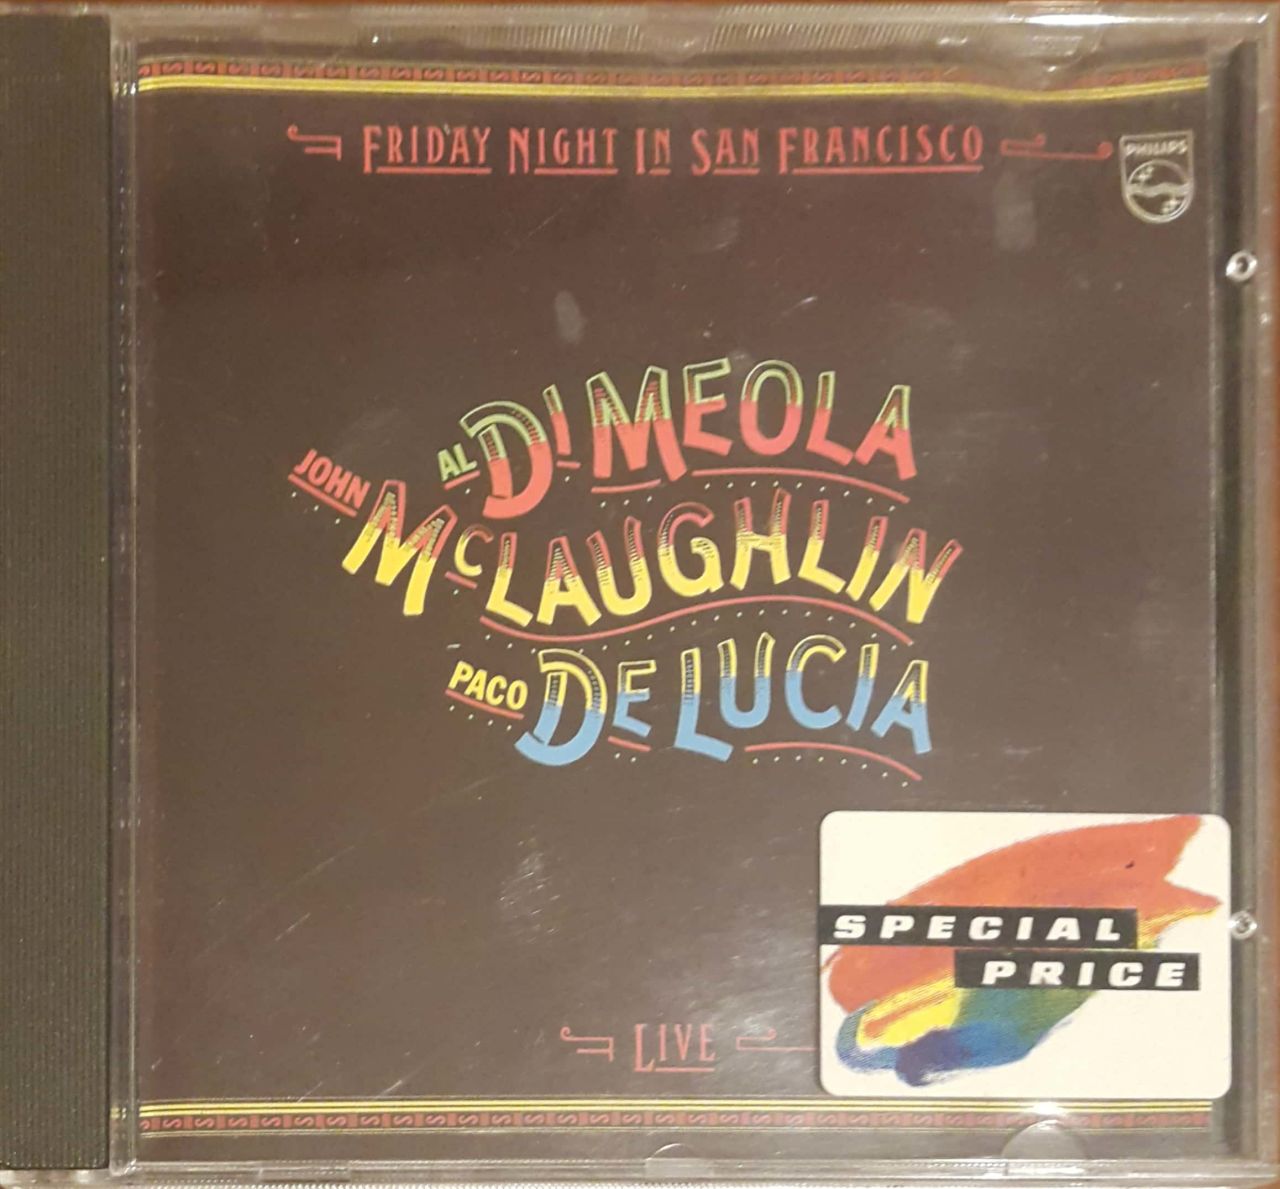 FRIDAY NIGHT IN SAN FRANCISCO
PHILIPS
AL DI MEOLA
JOHN McLAUGHLIN
PACO DE LUCIA
SPECIAL
PRICE
LIVE